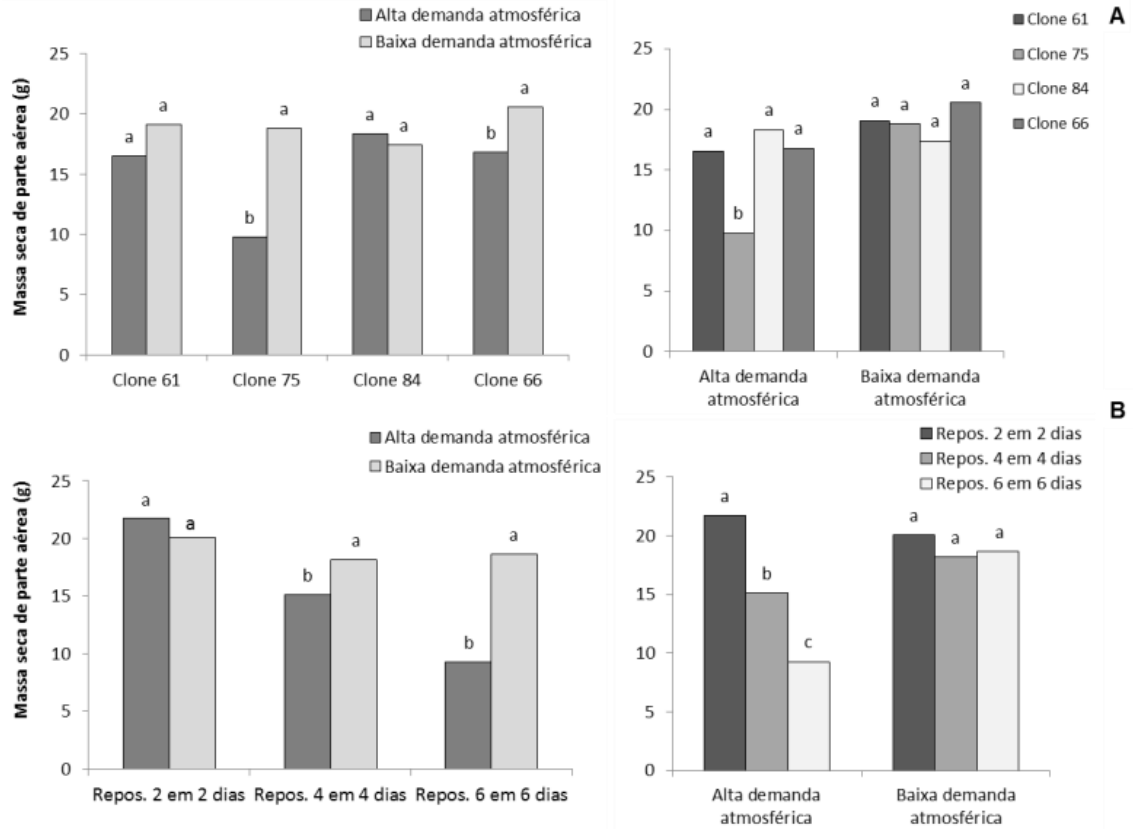 Alta demanda atmosférica
Baixa demanda atmosférica
Massa seca de parte aérea (g)
25
20
15
10
5
0
a
a
b
a
a
a
b
a
Clone 61
Clone 75
Clone 84
Clone 66
A
Clone 61
Clone 75
Clone 84
Clone 66
25
20
15
10
5
0
a
b
a
a
a
a
a
a
Alta demanda
atmosférica
Baixa demanda
atmosférica
Alta demanda atmosférica
Baixa demanda atmosférica
Massa seca de parte aérea (g)
25
20
15
10
5
0
a
a
b
a
b
a
Repos. 2 em 2 dias
Repos. 4 em 4 dias
Repos. 6 em 6 dias
B
Repos. 2 em 2 dias
Repos. 4 em 4 dias
Repos. 6 em 6 dias
25
20
15
10
5
0
a
b
c
a
a
a
Alta demanda
atmosférica
Baixa demanda
atmosférica